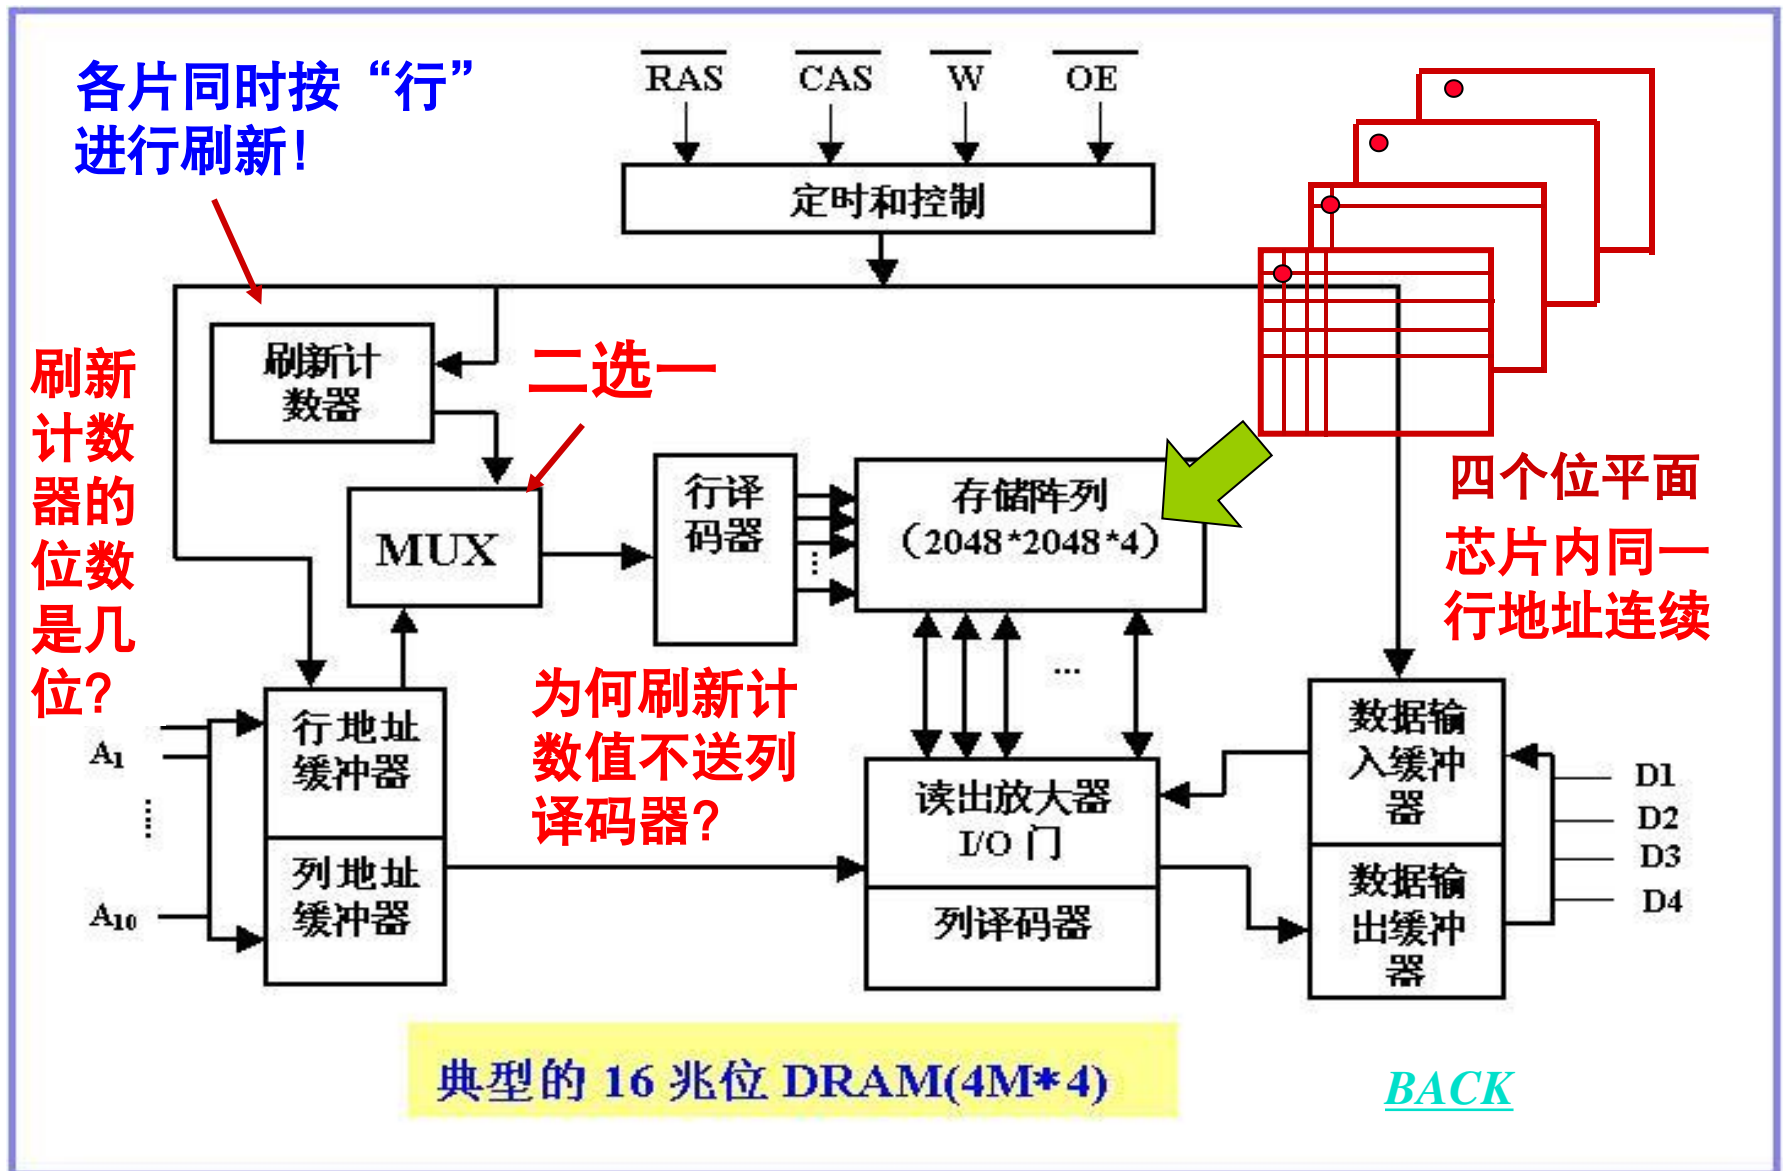 各片同时按“行”
进行刷新！
RAS CAS W OE
定时和控制
刷新计
数器
二选一
刷新
计数
器的
位数
是几
位？
MUX
行译
码器
...
存储阵列
（2048*2048*4）
四个位平面
芯片内同一
行地址连续
...
为何刷新计
数值不送列
译码器？
A1
A10
行地址
缓冲器
列地址
缓冲器
读出放大器
I/O 门
列译码器
数据输
入缓冲
器
数据输
出缓冲
器
D1
D2
D3
D4
典型的 16 兆位 DRAM(4M*4)
BACK